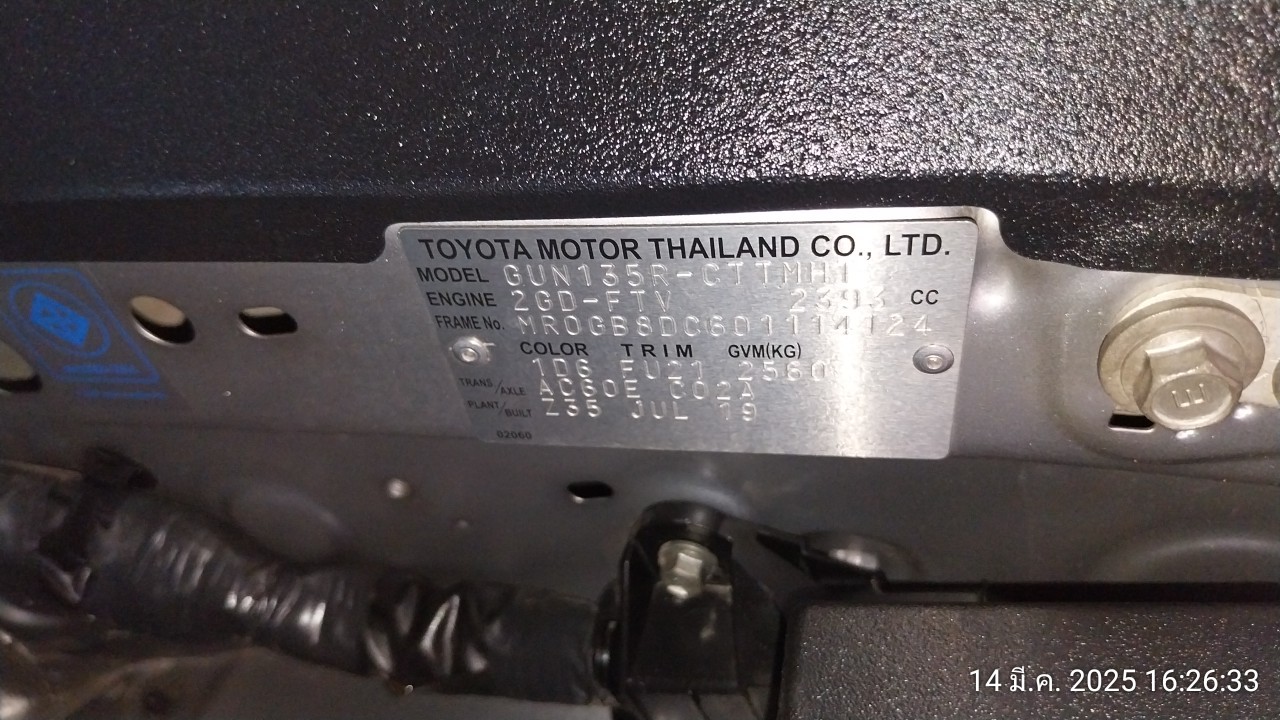 TOYOTA MOTOR THAILAND CO., LTD.
MODEL GUN135R-CTTMHT
ENGINE 2GD-FTV 2393 CC
FRAME No. MR0GB8DC601114124
COLOR TRIM GVM(KG)
1D6 FU21 2560
TRANS/AXLE AC60E C02A
PLANT/BUILT Z35 JUL 19
02060
E
14 มี.ค. 2025 16:26:33